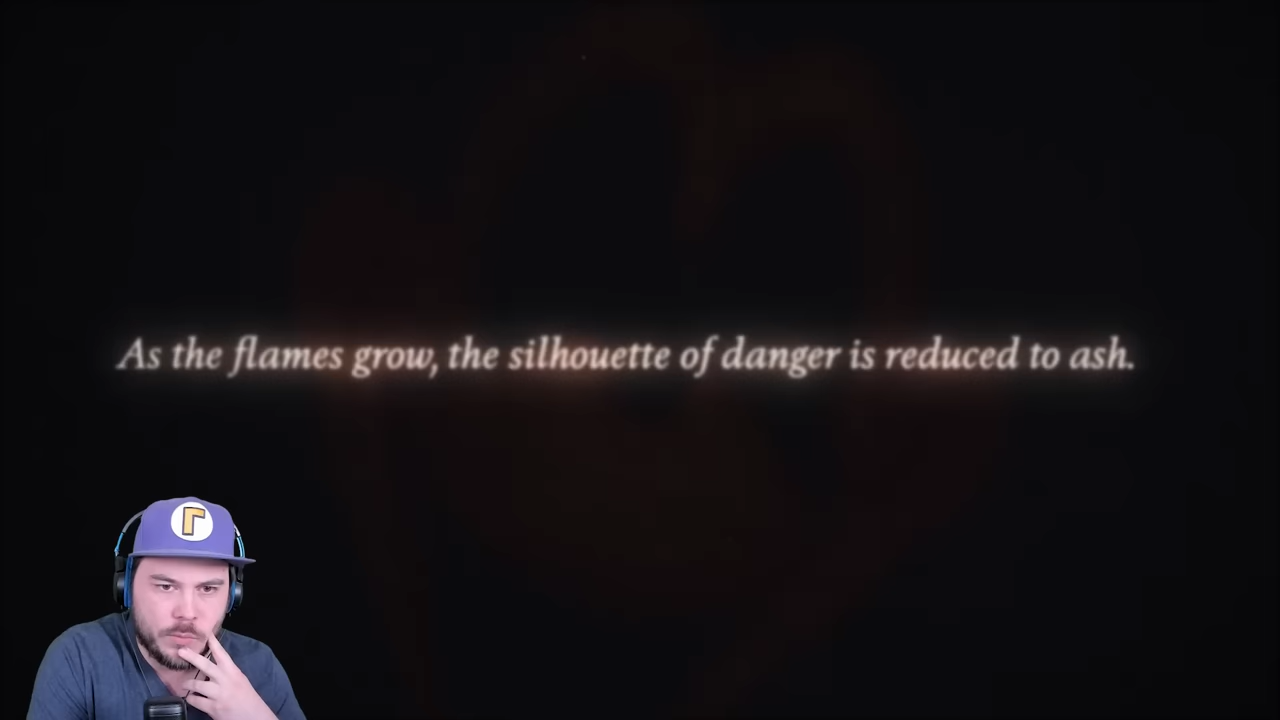 As the flames grow, the silhouette of danger is reduced to ash.